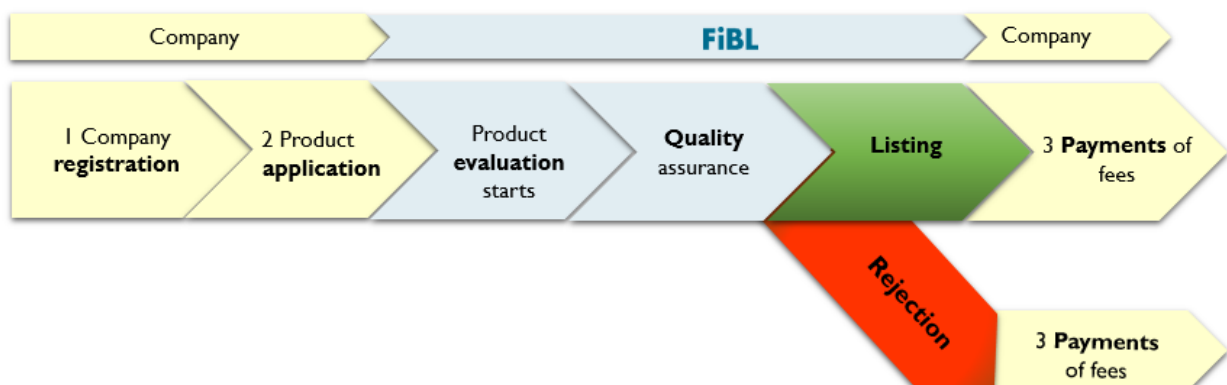 Company
FiBL
Company
1 Company
registration
2 Product
application
Product
evaluation
starts
Quality
assurance
Listing
3 Payments of
fees
Rejection
3 Payments
of fees